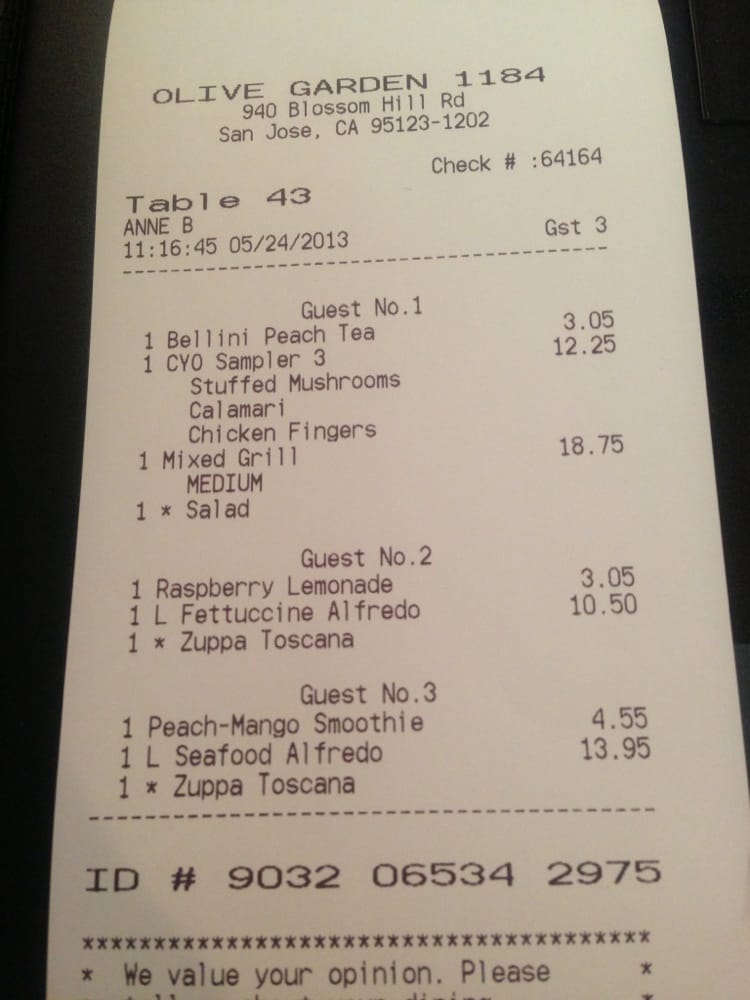 OLIVE GARDEN 1184
940 Blossom Hill Rd
San Jose, CA 95123-1202
Check # :64164
Table 43
ANNE B
Gst 3
11:16:45 05/24/2013
--------------------------------------
Guest No.1
1 Bellini Peach Tea 3.05
1 CYO Sampler 3 12.25
Stuffed Mushrooms
Calamari
Chicken Fingers
1 Mixed Grill 18.75
MEDIUM
1 * Salad
Guest No.2
1 Raspberry Lemonade 3.05
1 L Fettuccine Alfredo 10.50
1 * Zuppa Toscana
Guest No.3
1 Peach-Mango Smoothie 4.55
1 L Seafood Alfredo 13.95
1 * Zuppa Toscana
--------------------------------------
ID # 9032 06534 2975
****************************************
* We value your opinion. Please *